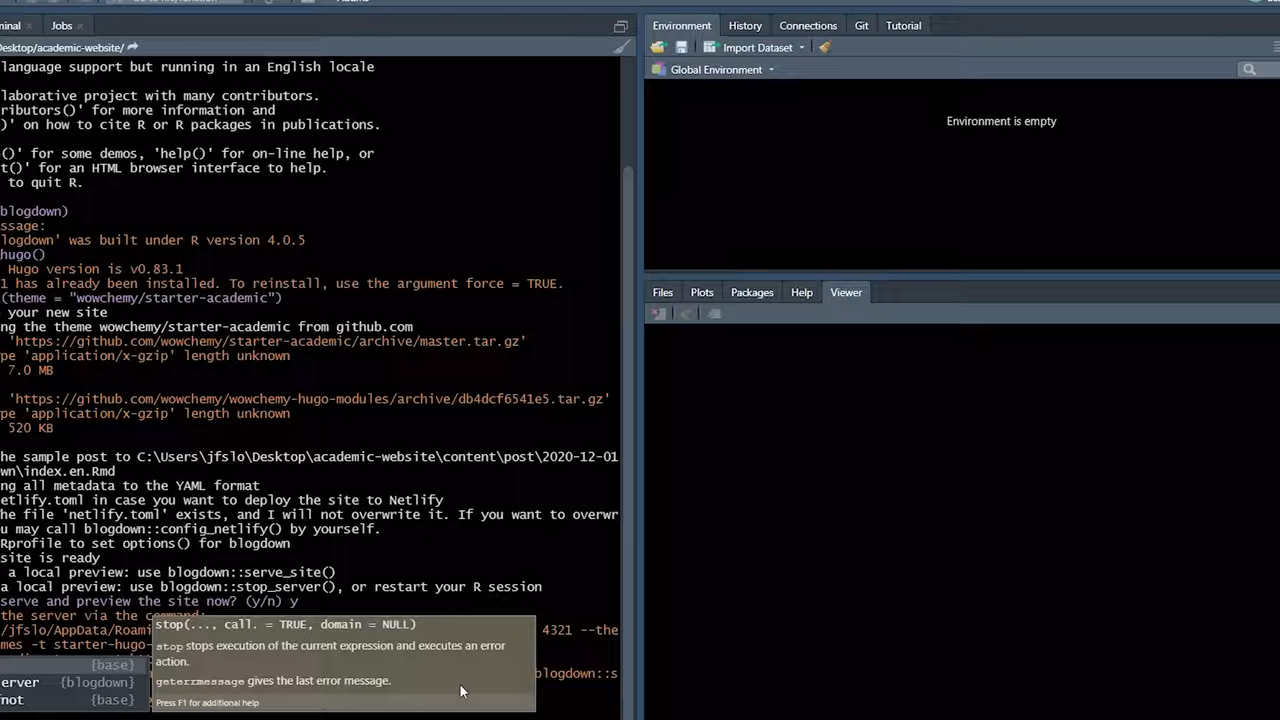 minal
Jobs
esktop/academic-website/
language support but running in an English locale
laborative project with many contributors.
ributors()' for more information and
)' on how to cite R or R packages in publications.
()' for some demos, 'help()' for on-line help, or
t()' for an HTML browser interface to help.
to quit R.
blogdown)
ssage:
logdown’ was built under R version 4.0.5
hugo()
Hugo version is v0.83.1
1 has already been installed. To reinstall, use the argument force = TRUE.
(theme = "wowchemy/starter-academic")
your new site
ng the theme wowchemy/starter-academic from github.com
'https://github.com/wowchemy/starter-academic/archive/master.tar.gz'
pe 'application/x-gzip' length unknown
7.0 MB
'https://github.com/wowchemy/wowchemy-hugo-modules/archive/db4dcf6541e5.tar.gz'
pe 'application/x-gzip' length unknown
520 KB
he sample post to C:\Users\jfslo\Desktop\academic-website\content\post\2020-12-01
wn\index.en.Rmd
ng all metadata to the YAML format
etlify.toml in case you want to deploy the site to Netlify
he file 'netlify.toml' exists, and I will not overwrite it. If you want to overwr
u may call blogdown::config_netlify() by yourself.
Rprofile to set options() for blogdown
site is ready
a local preview: use blogdown::serve_site()
a local preview: use blogdown::stop_server(), or restart your R session
serve and preview the site now? (y/n) y
the server via the command:
/jfslo/AppData/Roami
4321 --the
mes -t starter-hugo-
blogdown::s
{base}
erver {blogdown}
fnot {base}
stop(..., call. = TRUE, domain = NULL)
stop stops execution of the current expression and executes an error
action.
geterrmessage gives the last error message.
Press F1 for additional help
Environment
History
Connections
Git
Tutorial
Import Dataset
Global Environment
Environment is empty
Files
Plots
Packages
Help
Viewer